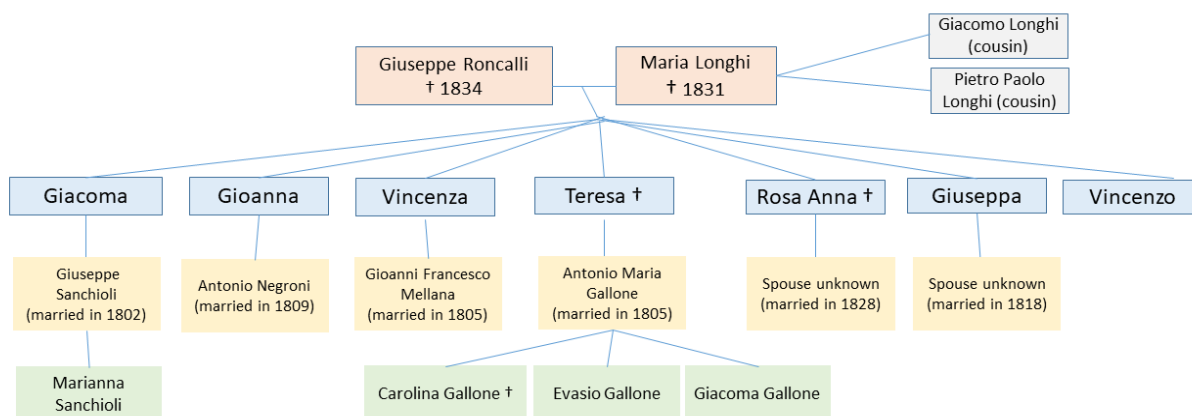 Giacomo Longhi
(cousin)
Giuseppe Roncalli
† 1834
Maria Longhi
† 1831
Pietro Paolo
Longhi (cousin)
Giacoma
Gioanna
Vincenza
Teresa †
Rosa Anna †
Giuseppa
Vincenzo
Giuseppe
Sanchioli
(married in 1802)
Antonio Negroni
(married in 1809)
Gioanni Francesco
Mellana
(married in 1805)
Antonio Maria
Gallone
(married in 1805)
Spouse unknown
(married in 1828)
Spouse unknown
(married in 1818)
Marianna
Sanchioli
Carolina Gallone †
Evasio Gallone
Giacoma Gallone